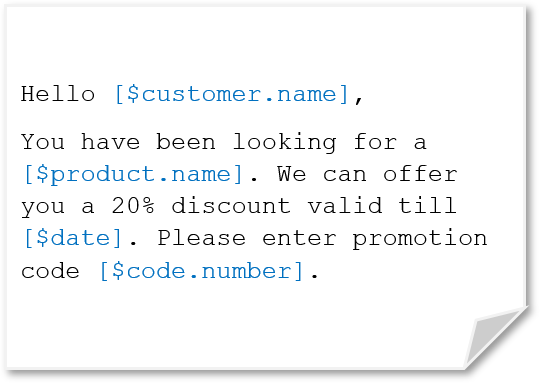 Hello [$customer.name],
You have been looking for a
[$product.name]. We can offer
you a 20% discount valid till
[$date]. Please enter promotion
code [$code.number].